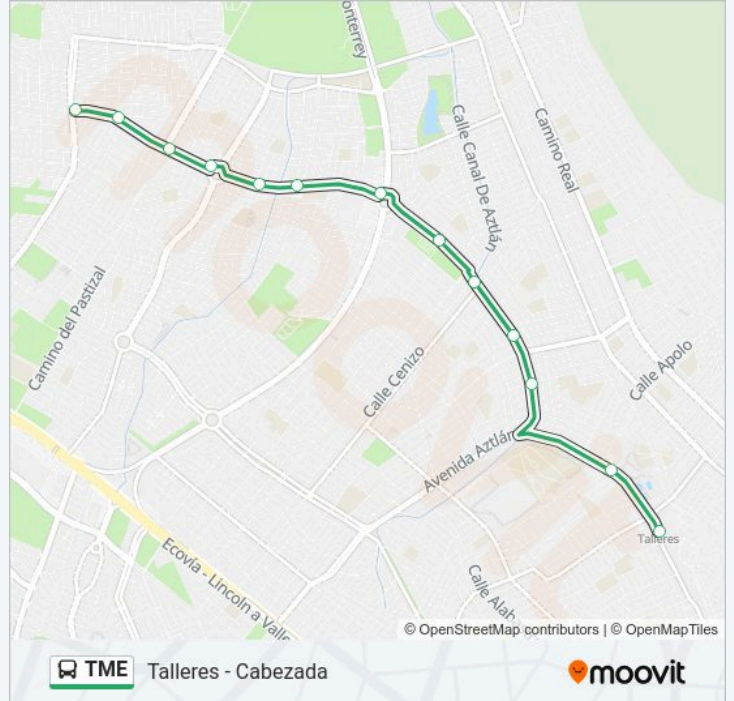 onterrey
Calle Canal De Aztlán
Camino Real
Camino del Pastizal
Calle Cenizo
Calle Apolo
Avenida Aztlán
Talleres
Ecovía - Lincoln a Valle
Calle Alab
© OpenStreetMap contributors | © OpenMapTiles
TME Talleres - Cabezada
moovit